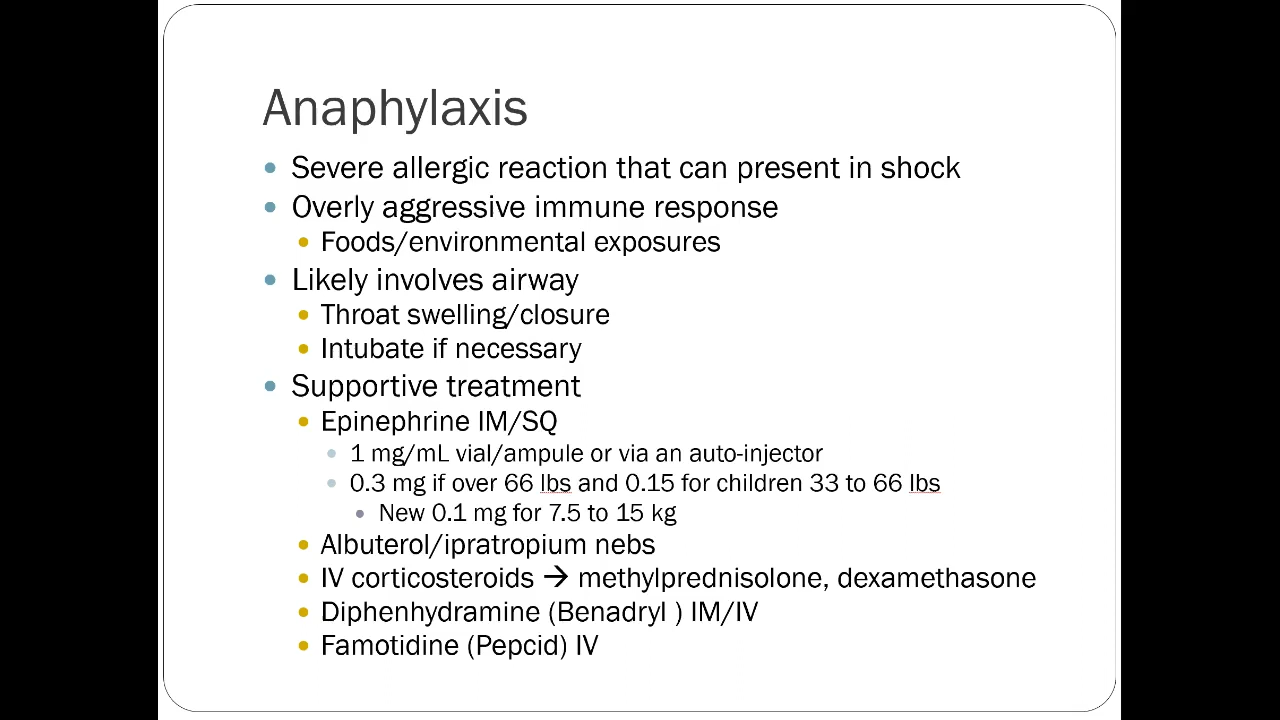 Anaphylaxis
Severe allergic reaction that can present in shock
Overly aggressive immune response
Foods/environmental exposures
Likely involves airway
Throat swelling/closure
Intubate if necessary
Supportive treatment
Epinephrine IM/SQ
1 mg/mL vial/ampule or via an auto-injector
0.3 mg if over 66 lbs and 0.15 for children 33 to 66 lbs
New 0.1 mg for 7.5 to 15 kg
Albuterol/ipratropium nebs
IV corticosteroids → methylprednisolone, dexamethasone
Diphenhydramine (Benadryl ) IM/IV
Famotidine (Pepcid) IV